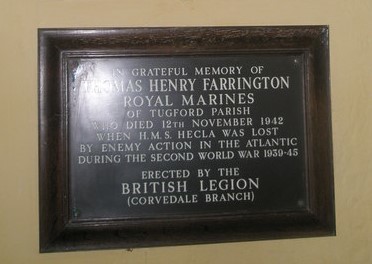 IN GRATEFUL MEMORY OF
THOMAS HENRY FARRINGTON
ROYAL MARINES
OF TUGFORD PARISH
WHO DIED 12TH NOVEMBER 1942
WHEN H.M.S. HECLA WAS LOST
BY ENEMY ACTION IN THE ATLANTIC
DURING THE SECOND WORLD WAR 1939-45
ERECTED BY THE
BRITISH LEGION
(CORVEDALE BRANCH)